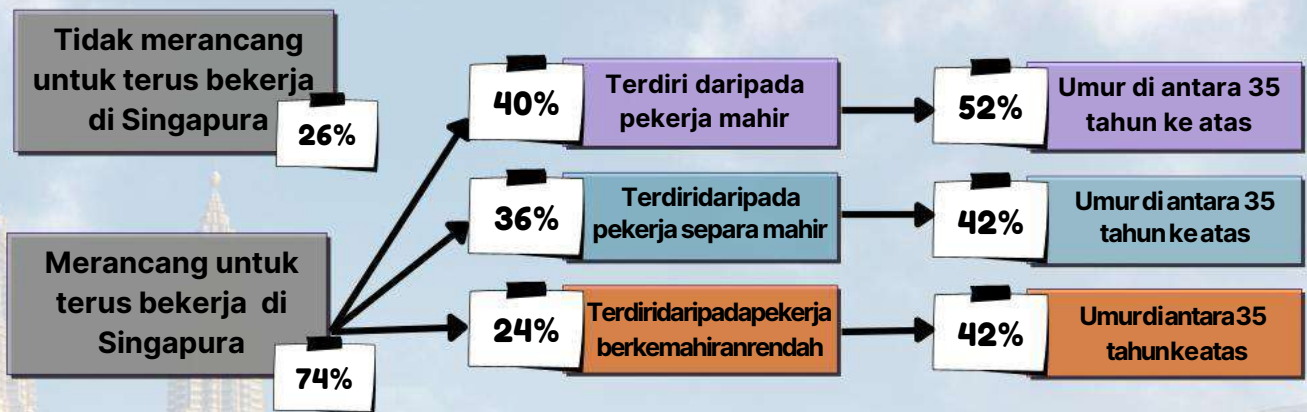 Tidak merancang
untuk terus bekerja
di Singapura
26%
Merancang untuk
terus bekerja di
Singapura
74%
40%
Terdiri daripada
pekerja mahir
52%
Umur di antara 35
tahun ke atas
36%
Terdiridaripada
pekerja separa mahir
42%
Umur di antara 35
tahun ke atas
24%
Terdiridaripadapekerja
berkemahiranrendah
42%
Umurdiantara35
tahunkeatas